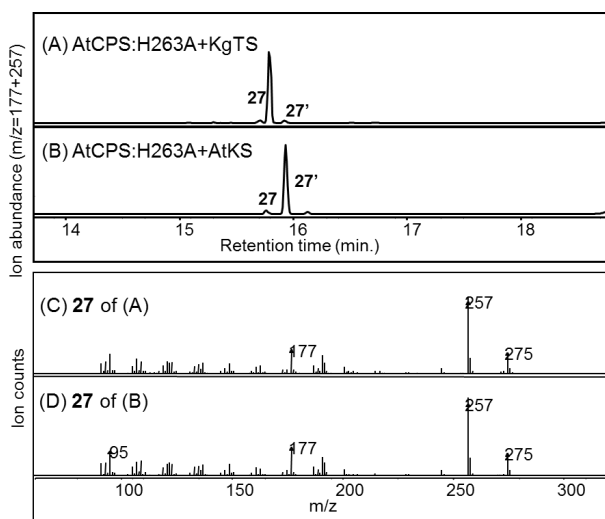 Ion abundance (m/z=177+257)
(A) AtCPS:H263A+KgTS
27
27’
(B) AtCPS:H263A+AtKS
27
27’
14 15 16 17 18
Retention time (min.)
Ion counts
(C) 27 of (A)
257
177
275
(D) 27 of (B)
257
95
177
275
100 150 200 250 300
m/z